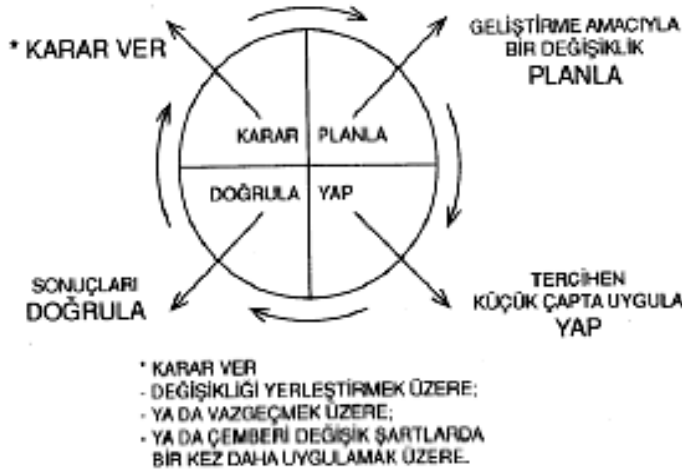 * KARAR VER
GELİŞTİRME AMACIYLA
BİR DEĞİŞİKLİK
PLANLA
KARAR
PLANLA
DOĞRULA
YAP
SONUÇLARI
DOĞRULA
TERCİHEN
KÜÇÜK ÇAPTA UYGULA
YAP
* KARAR VER
- DEĞİŞİKLİĞİ YERLEŞTİRMEK ÜZERE;
- YA DA VAZGEÇMEK ÜZERE;
- YA DA ÇEMBERİ DEĞİŞİK ŞARTLARDA
BİR KEZ DAHA UYGULAMAK ÜZERE.